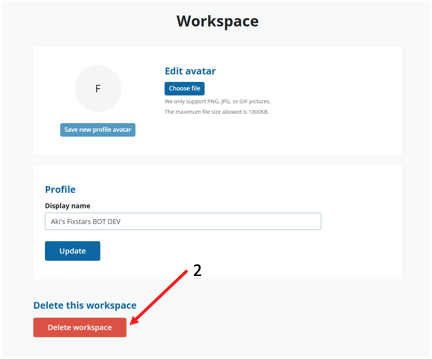 Workspace
F
Save new profile avatar
Edit avatar
Choose file
We only support PNG, JPG, or GIF pictures.
The maximum file size allowed is 1000KB.
Profile
Display name
Aki's Fixstars BOT DEV
Update
2
Delete this workspace
Delete workspace